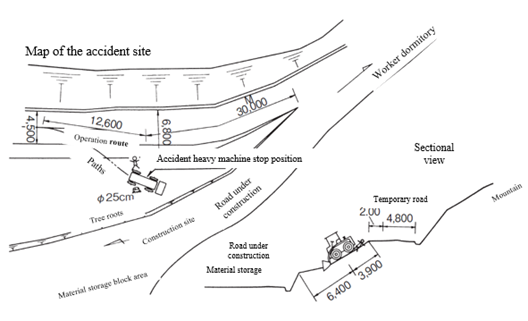 Map of the accident site
Worker dormitory
30,000
12,600
4,500
6,800
Operation route
Accident heavy machine stop position
Paths
φ25cm
Tree roots
Construction site
Road under
construction
Material storage block area
Sectional
view
Mountain
Temporary road
2.00
4,800
Road under
construction
Material storage
6,400
3,900